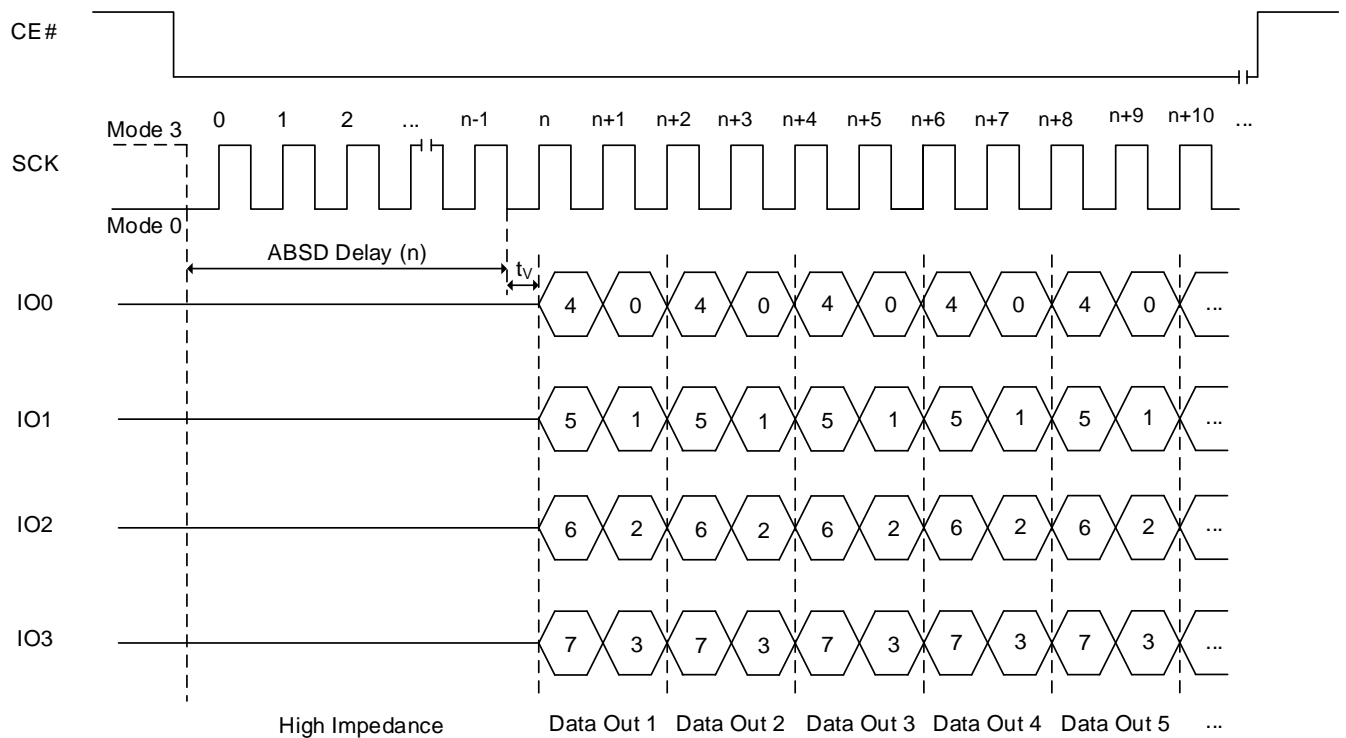 CE#
Mode 3 0 1 2 ... n-1 n n+1 n+2 n+3 n+4 n+5 n+6 n+7 n+8 n+9 n+10 ...
SCK
Mode 0
ABSD Delay (n)
tV
IO0 4 0 4 0 4 0 4 0 4 0 ...
IO1 5 1 5 1 5 1 5 1 5 1 ...
IO2 6 2 6 2 6 2 6 2 6 2 ...
IO3 7 3 7 3 7 3 7 3 7 3 ...
High Impedance Data Out 1 Data Out 2 Data Out 3 Data Out 4 Data Out 5 ...